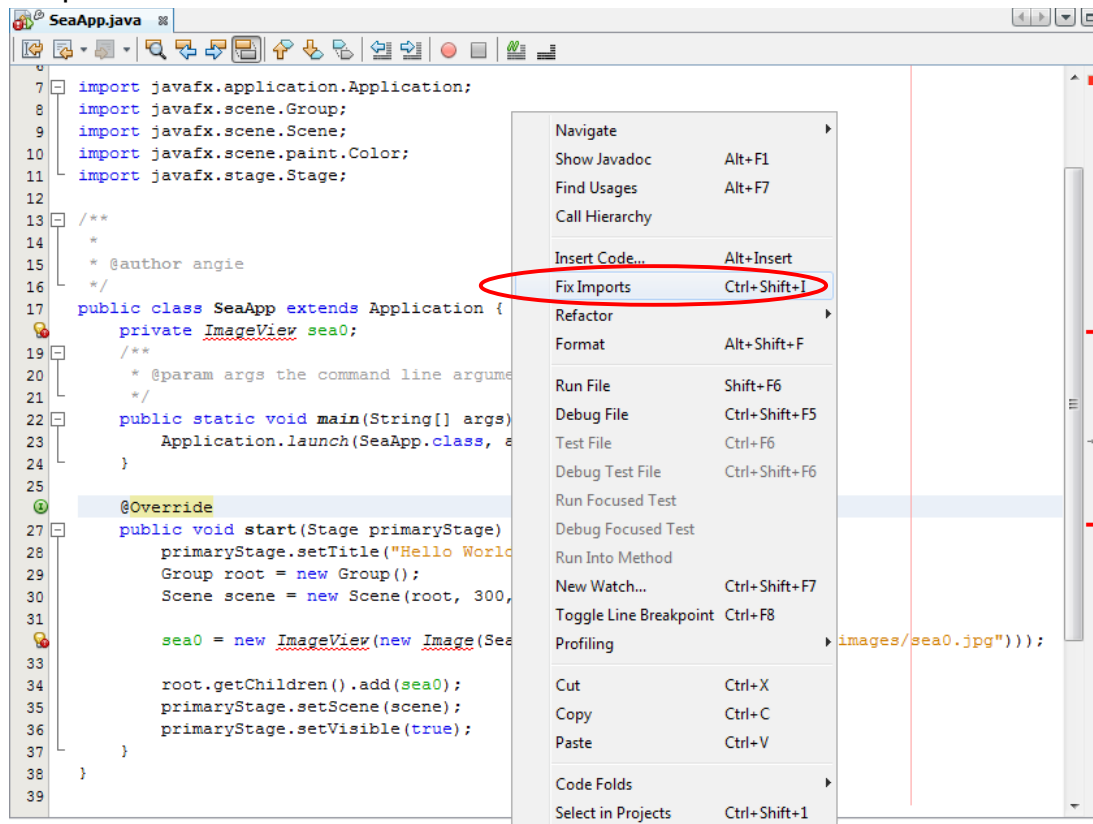 SeaApp.java
6
7 import javafx.application.Application;
8 import javafx.scene.Group;
9 import javafx.scene.Scene;
10 import javafx.scene.paint.Color;
11 import javafx.stage.Stage;
12
13 /**
14 *
15 * @author angie
16 */
17 public class SeaApp extends Application {
private ImageView sea0;
19 /**
20 * @param args the command line argume
21 */
22 public static void main(String[] args)
23 Application.launch(SeaApp.class, a
24 }
25
@Override
27 public void start(Stage primaryStage)
28 primaryStage.setTitle("Hello World
29 Group root = new Group();
30 Scene scene = new Scene(root, 300,
31
sea0 = new ImageView(new Image(Sea images/sea0.jpg")));
33
34 root.getChildren().add(sea0);
35 primaryStage.setScene(scene);
36 primaryStage.setVisible(true);
37 }
38 }
39
Navigate
Show Javadoc Alt+F1
Find Usages Alt+F7
Call Hierarchy
Insert Code... Alt+Insert
Fix Imports Ctrl+Shift+I
Refactor
Format Alt+Shift+F
Run File Shift+F6
Debug File Ctrl+Shift+F5
Test File Ctrl+F6
Debug Test File Ctrl+Shift+F6
Run Focused Test
Debug Focused Test
Run Into Method
New Watch... Ctrl+Shift+F7
Toggle Line Breakpoint Ctrl+F8
Profiling
Cut Ctrl+X
Copy Ctrl+C
Paste Ctrl+V
Code Folds
Select in Projects Ctrl+Shift+1